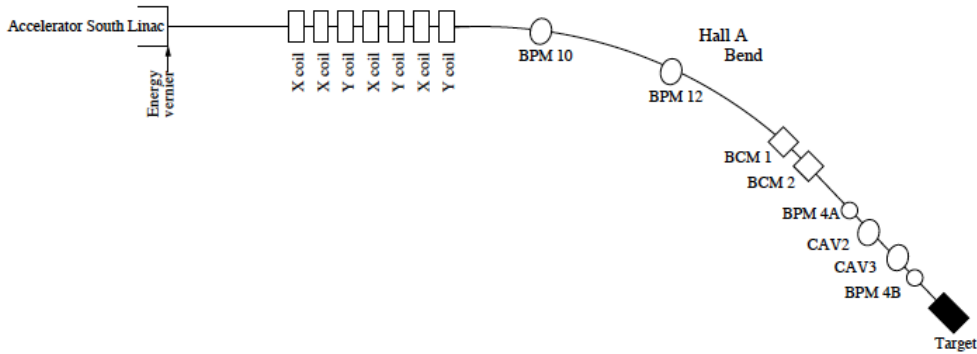 Accelerator South Linac
Energy
vernier
X coil
X coil
Y coil
X coil
Y coil
X coil
Y coil
BPM 10
Hall A
Bend
BPM 12
BCM 1
BCM 2
BPM 4A
CAV2
CAV3
BPM 4B
Target